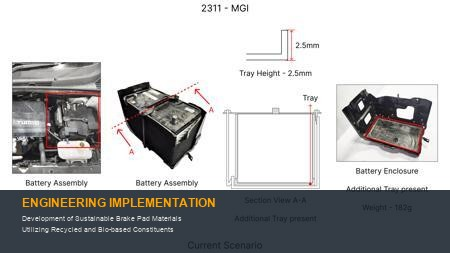 2311 - MGI
2.5mm
Tray Height - 2.5mm
Tray
A
A
Battery Assembly
Battery Assembly
Battery Enclosure
Additional Tray present
Weight - 162g
Section View A-A
Additional Tray present
ENGINEERING IMPLEMENTATION
Development of Sustainable Brake Pad Materials
Utilizing Recycled and Bio-based Constituents
Current Scenario